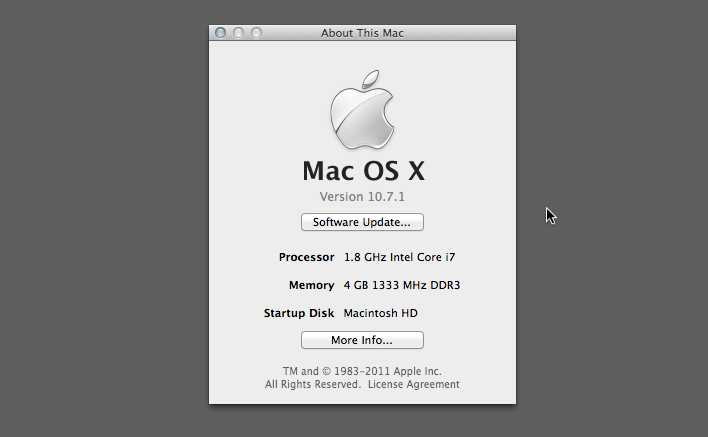 About This Mac
Mac OS X
Version 10.7.1
Software Update...
Processor 1.8 GHz Intel Core i7
Memory 4 GB 1333 MHz DDR3
Startup Disk Macintosh HD
More Info...
TM and © 1983–2011 Apple Inc.
All Rights Reserved. License Agreement